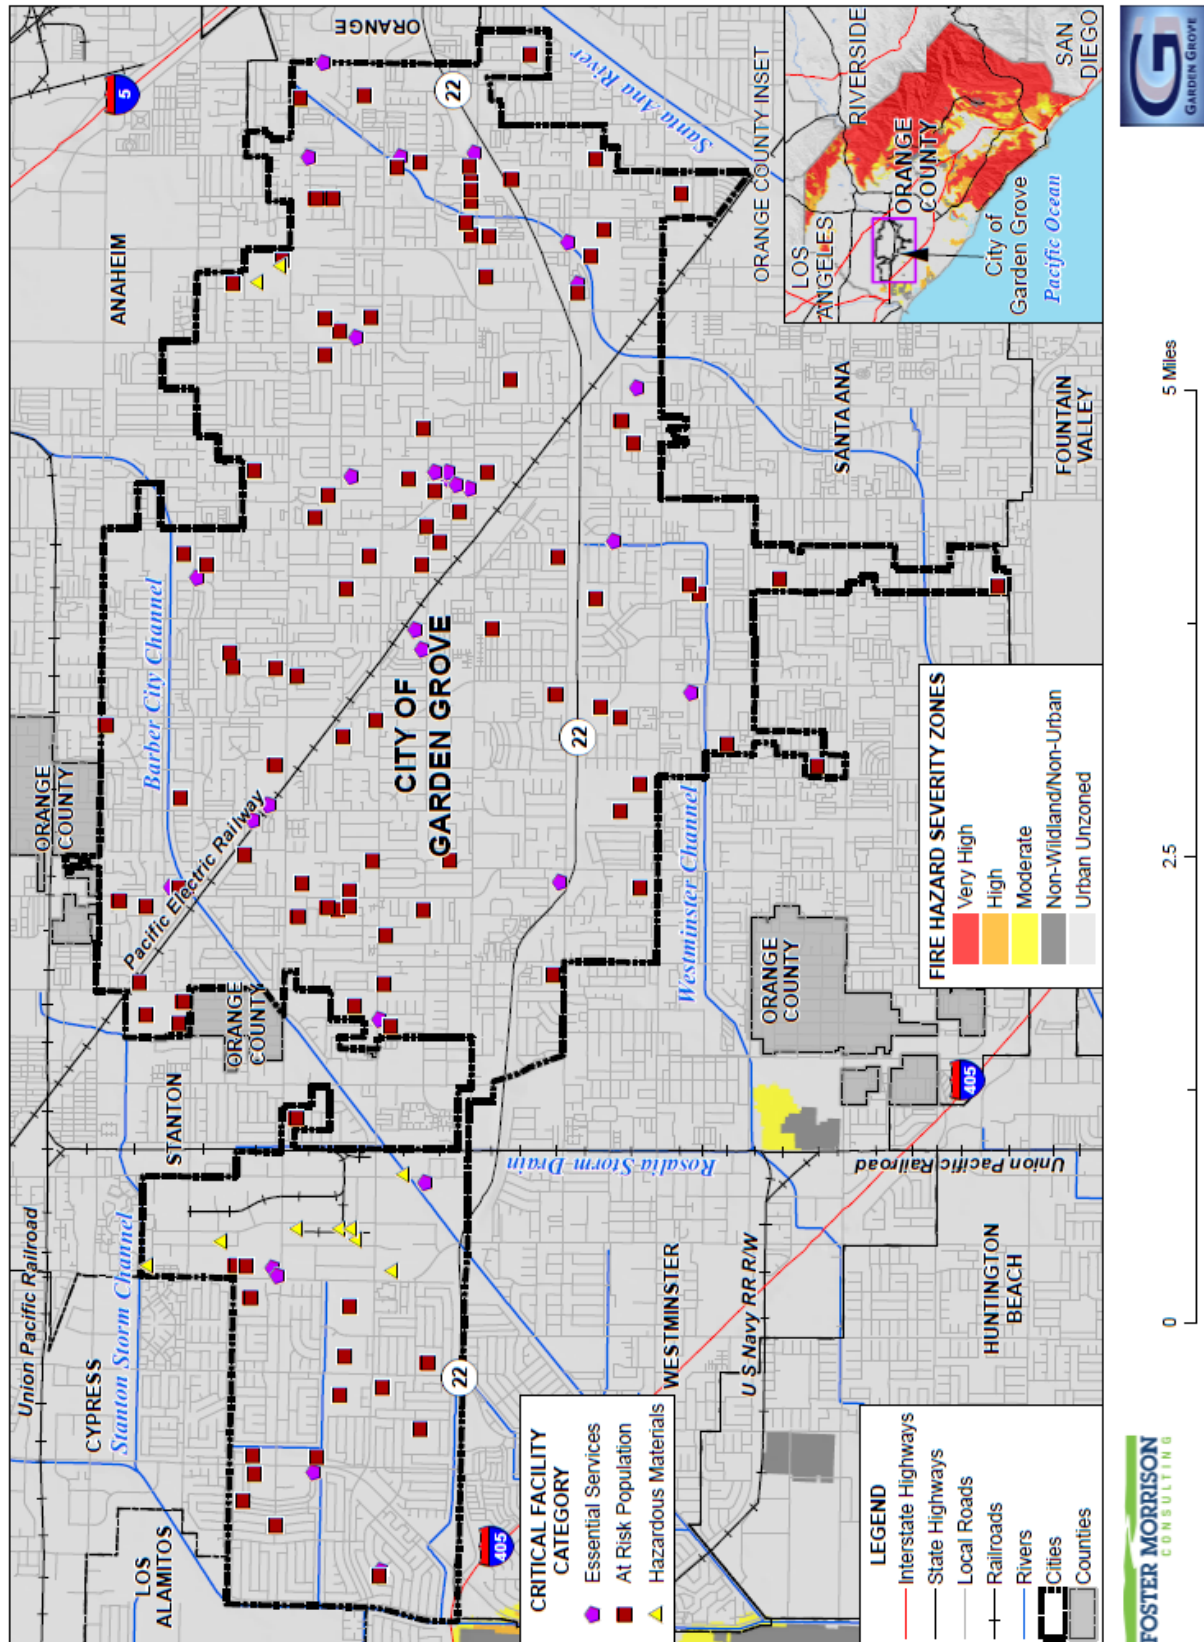 Union Pacific Railroad
LOS
ALAMITOS
CYPRESS
Stanton Storm Channel
STANTON
ORANGE
COUNTY
Pacific Electric Railway
ORANGE
COUNTY
Barber City Channel
ANAHEIM
5
ORANGE
22
Santa Ana River
CITY OF
GARDEN GROVE
22
22
405
Rosalia Storm Drain
Westminster Channel
WESTMINSTER
U S Navy RR R/W
Union Pacific Railroad
HUNTINGTON
BEACH
405
ORANGE
COUNTY
SANTA ANA
FOUNTAIN
VALLEY
CRITICAL FACILITY
CATEGORY
Essential Services
At Risk Population
Hazardous Materials
LEGEND
Interstate Highways
State Highways
Local Roads
Railroads
Rivers
Cities
Counties
FIRE HAZARD SEVERITY ZONES
Very High
High
Moderate
Non-Wildland/Non-Urban
Urban Unzoned
ORANGE COUNTY INSET
LOS
ANGELES
RIVERSIDE
ORANGE
COUNTY
SAN
DIEGO
City of
Garden Grove
Pacific Ocean
FOSTER MORRISON
CONSULTING
0
2.5
5 Miles
G
GARDEN GROVE